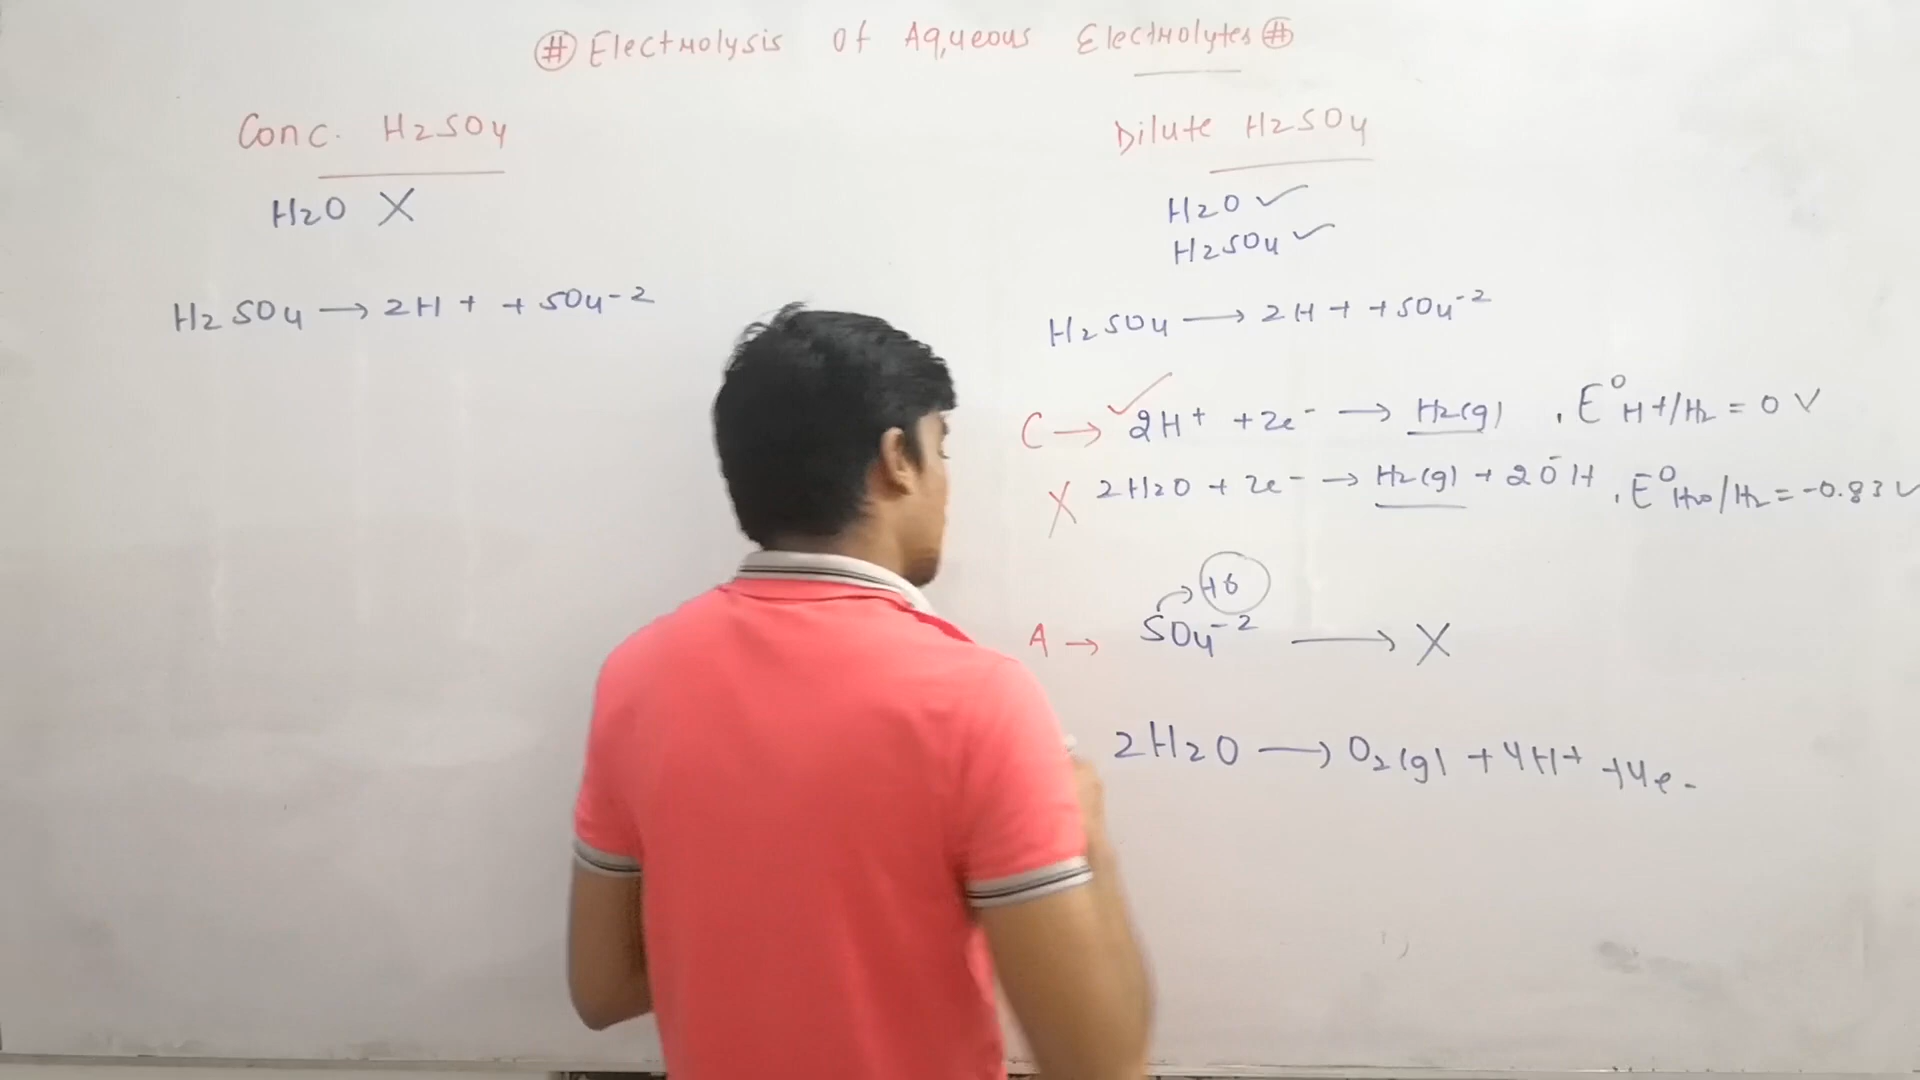 # Electrolysis of Aqueous Electrolytes #
Conc. H2SO4
H2O X
H2SO4 → 2H+ + SO4-2
Dilute H2SO4
H2O ✓
H2SO4 ✓
H2SO4 → 2H+ + SO4-2
C → ✓ 2H+ + 2e- → H2(g) , E°H+/H2 = 0 V
X 2H2O + 2e- → H2(g) + 2OH- , E°H2O/H2 = -0.83 V
+6
A → SO4-2 → X
2H2O → O2(g) + 4H+ + 4e-